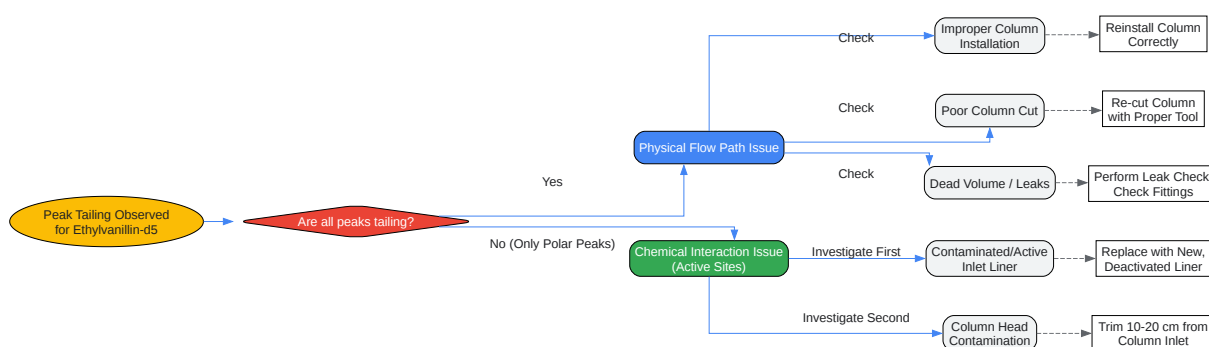 Improper Column
Installation
Reinstall Column
Correctly
Check
Check
Poor Column Cut
Re-cut Column
with Proper Tool
Physical Flow Path Issue
Check
Dead Volume / Leaks
Perform Leak Check
Check Fittings
Yes
Peak Tailing Observed
for Ethylvanillin-d5
Are all peaks tailing?
No (Only Polar Peaks)
Chemical Interaction Issue
(Active Sites)
Investigate First
Contaminated/Active
Inlet Liner
Replace with New,
Deactivated Liner
Investigate Second
Column Head
Contamination
Trim 10-20 cm from
Column Inlet